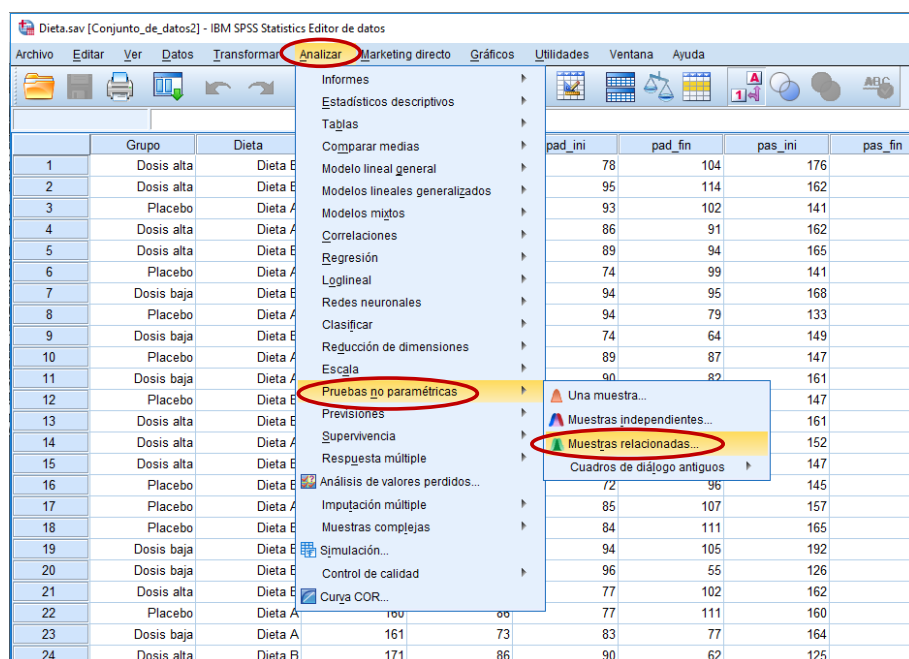 Dieta.sav [Conjunto_de_datos2] - IBM SPSS Statistics Editor de datos
Archivo Editar Ver Datos Transformar Analizar Marketing directo Gráficos Utilidades Ventana Ayuda
A
1
ABC
Informes
Estadísticos descriptivos
Tablas
Comparar medias
Modelo lineal general
Modelos lineales generalizados
Modelos mixtos
Correlaciones
Regresión
Loglineal
Redes neuronales
Clasificar
Reducción de dimensiones
Escala
Pruebas no paramétricas
Previsiones
Supervivencia
Respuesta múltiple
Análisis de valores perdidos...
Imputación múltiple
Muestras complejas
Simulación...
Control de calidad
Curva COR...
Una muestra...
Muestras independientes...
Muestras relacionadas...
Cuadros de diálogo antiguos
Grupo Dieta pad_ini pad_fin pas_ini pas_fin
1 Dosis alta Dieta 78 104 176
2 Dosis alta Dieta 95 114 162
3 Placebo Dieta 93 102 141
4 Dosis alta Dieta 86 91 162
5 Dosis alta Dieta 89 94 165
6 Placebo Dieta 74 99 141
7 Dosis baja Dieta 94 95 168
8 Placebo Dieta 94 79 133
9 Dosis baja Dieta 74 64 149
10 Placebo Dieta 89 87 147
11 Dosis baja Dieta 90 82 161
12 Placebo Dieta 147
13 Dosis alta Dieta 161
14 Dosis alta Dieta 152
15 Dosis alta Dieta 147
16 Placebo Dieta 72 96 145
17 Placebo Dieta 85 107 157
18 Placebo Dieta 84 111 165
19 Dosis baja Dieta 94 105 192
20 Dosis baja Dieta 96 55 126
21 Dosis alta Dieta 77 102 162
22 Placebo Dieta A 160 86 77 111 160
23 Dosis baja Dieta A 161 73 83 77 164
24 Dosis alta Dieta B 171 86 90 62 125